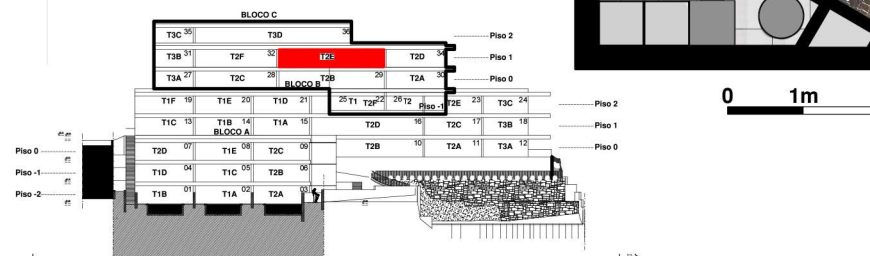 BLOCO C
T3C 35 T3D 36 Piso 2
T3B 31 T2F 32 T2E T2D 34 Piso 1
T3A 27 T2C 28 T2B 29 T2A 30 Piso 0
BLOCO B
T1F 19 T1E 20 T1D 21 25 T1 T2F 22 26 T2 Piso -1 T2E 23 T3C 24 Piso 2
T1C 13 T1B 14 T1A 15 T2D 16 T2C 17 T3B 18 Piso 1
BLOCO A
Piso 0 T2D 07 T1E 08 T2C 09 T2B 10 T2A 11 T3A 12 Piso 0
Piso -1 T1D 04 T1C 05 T2B 06
Piso -2 T1B 01 T1A 02 T2A 03
0 1m